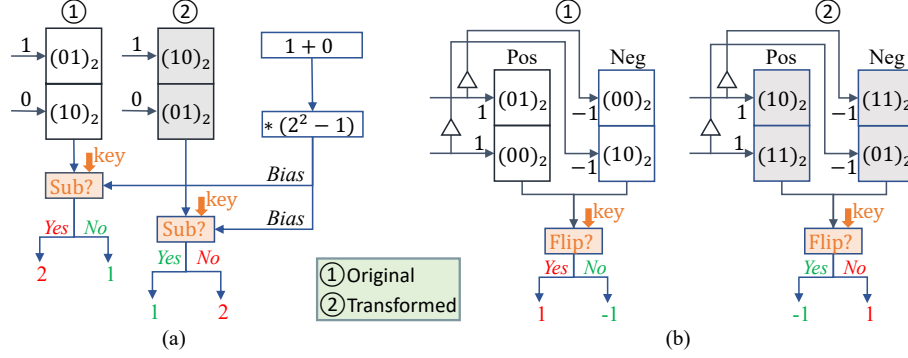 ① ②
1 (01)₂
0 (10)₂
1 (10)₂
0 (01)₂
1 + 0
∗ (2² − 1)
key
Sub?
Bias
Yes No
2 1
key
Sub?
Bias
Yes No
1 2
① Original
② Transformed
(a)
①
Pos Neg
1 (01)₂ -1 (00)₂
1 (00)₂ -1 (10)₂
key
Flip?
Yes No
1 -1
②
Pos Neg
1 (10)₂ -1 (11)₂
1 (11)₂ -1 (01)₂
key
Flip?
Yes No
-1 1
(b)